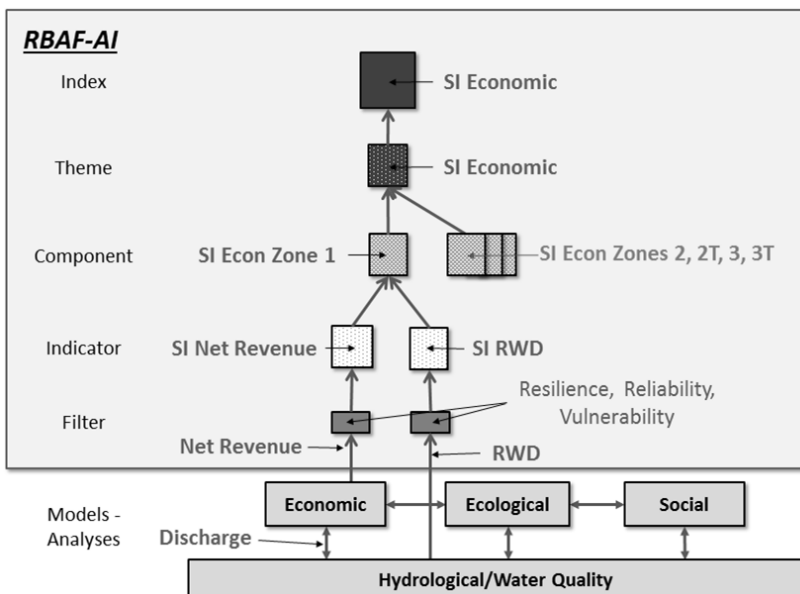 RBAF-AI
Index
SI Economic
Theme
SI Economic
Component
SI Econ Zone 1
SI Econ Zones 2, 2T, 3, 3T
Indicator
SI Net Revenue
SI RWD
Filter
Resilience, Reliability,
Vulnerability
Net Revenue
RWD
Models -
Analyses
Economic
Ecological
Social
Discharge
Hydrological/Water Quality